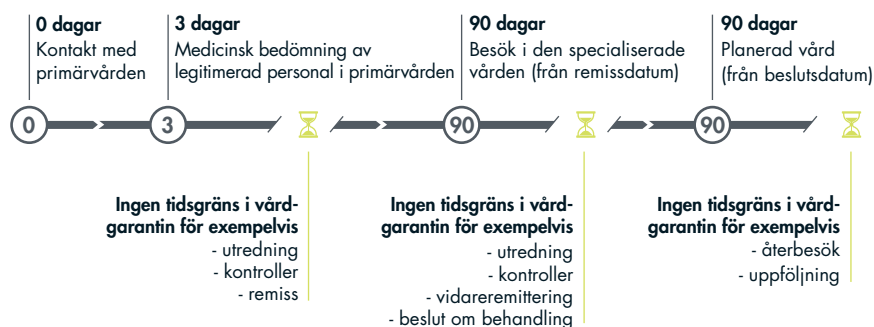 0 dagar
Kontakt med
primärvården
3 dagar
Medicinsk bedömning av
legitimerad personal i primärvården
90 dagar
Besök i den specialiserade
vården (från remissdatum)
90 dagar
Planerad vård
(från beslutsdatum)
0
3
90
90
Ingen tidsgräns i vård-
garantin för exempelvis
- utredning
- kontroller
- remiss
Ingen tidsgräns i vård-
garantin för exempelvis
- utredning
- kontroller
- vidareremittering
- beslut om behandling
Ingen tidsgräns i vård-
garantin för exempelvis
- återbesök
- uppföljning